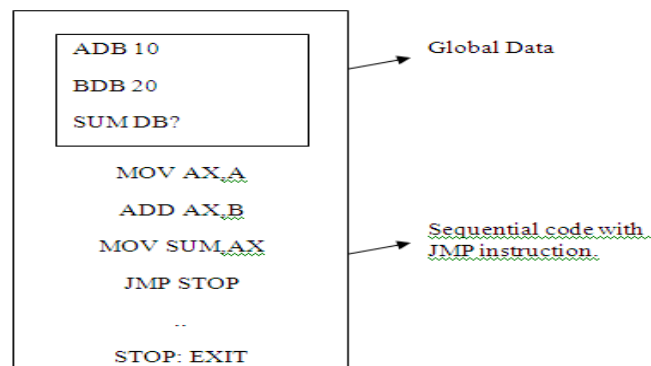 ADB 10
BDB 20
SUM DB?
MOV AX,A
ADD AX,B
MOV SUM,AX
JMP STOP
..
STOP: EXIT
Global Data
Sequential code with
JMP instruction.